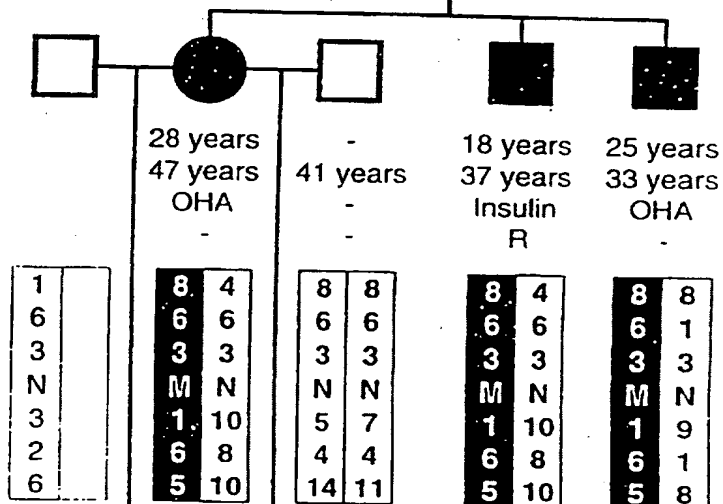 28 years - 18 years 25 years
47 years 41 years 37 years 33 years
OHA - Insulin OHA
- - R -
1 8 4 8 8 8 4 8 8
6 6 6 6 6 6 6 6 1
3 3 3 3 3 3 3 3 3
N M N N N M N M N
3 1 10 5 7 1 10 1 9
2 6 8 4 4 6 8 6 1
6 5 10 14 11 5 10 5 8